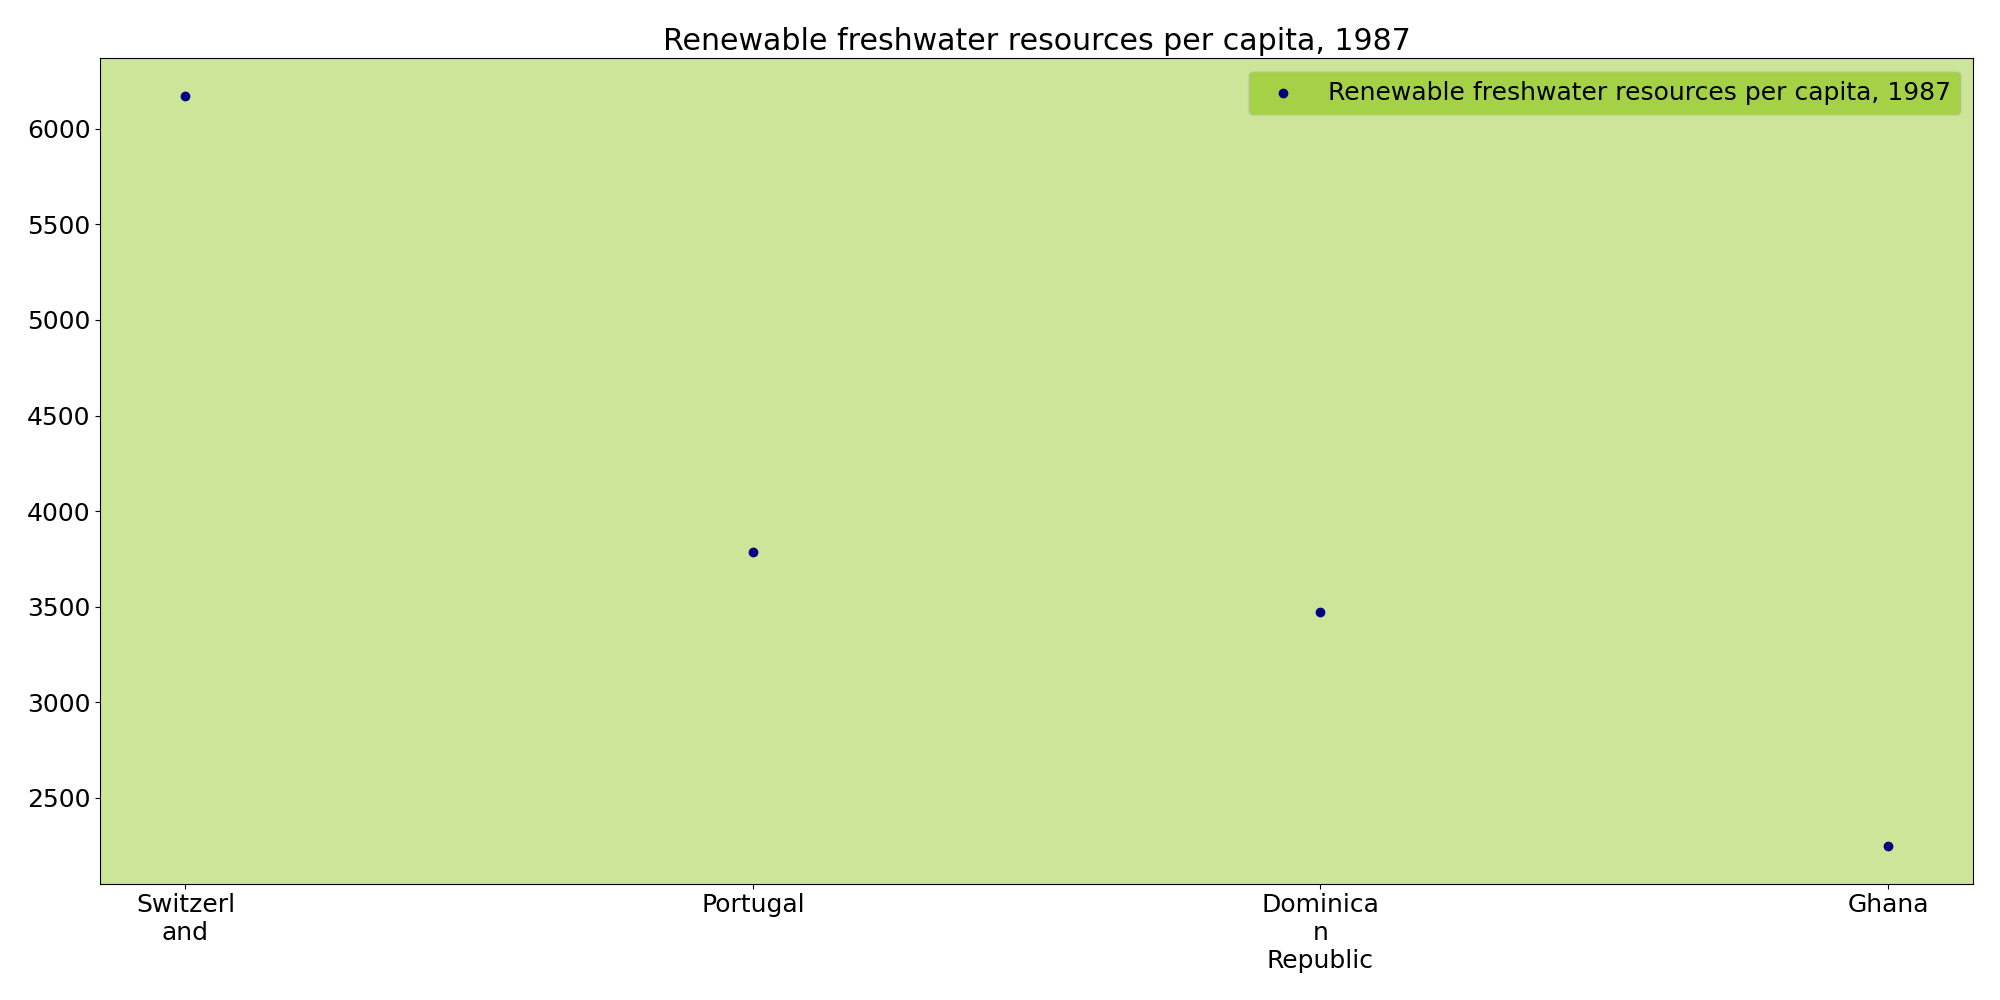 Renewable freshwater resources per capita, 1987
Renewable freshwater resources per capita, 1987
6000
5500
5000
4500
4000
3500
3000
2500
Switzerl
and
Portugal
Dominica
n
Republic
Ghana